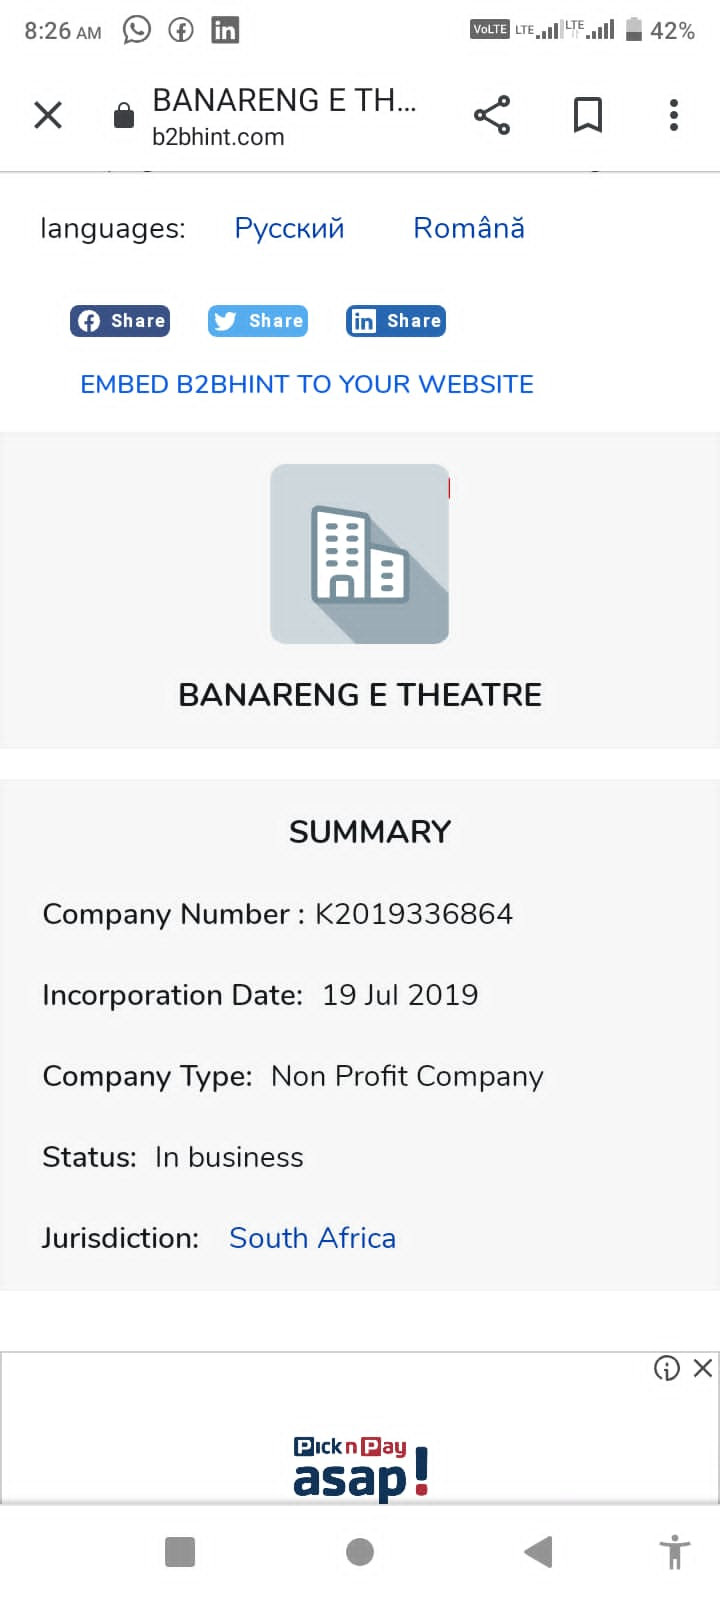 8:26 AM
VoLTE LTE LTE 42%
BANARENG E TH...
b2bhint.com
languages: Русский Română
Share Share Share
EMBED B2BHINT TO YOUR WEBSITE
BANARENG E THEATRE
SUMMARY
Company Number : K2019336864
Incorporation Date: 19 Jul 2019
Company Type: Non Profit Company
Status: In business
Jurisdiction: South Africa
Pick n Pay
asap!